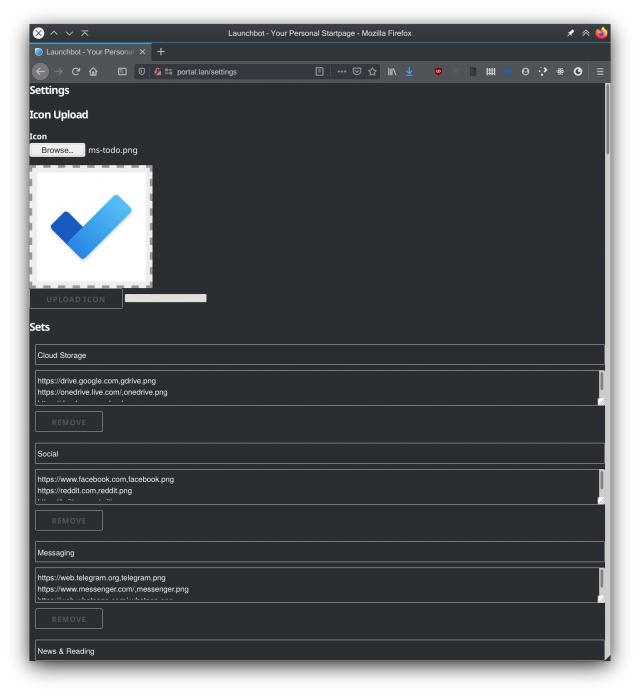 Launchbot - Your Personal Startpage - Mozilla Firefox
Launchbot - Your Personal
portal.lan/settings
Settings
Icon Upload
Icon
Browse.. ms-todo.png
UPLOAD ICON
Sets
Cloud Storage
https://drive.google.com,gdrive.png
https://onedrive.live.com/,onedrive.png
REMOVE
Social
https://www.facebook.com,facebook.png
https://reddit.com,reddit.png
REMOVE
Messaging
https://web.telegram.org,telegram.png
https://www.messenger.com/,messenger.png
REMOVE
News & Reading